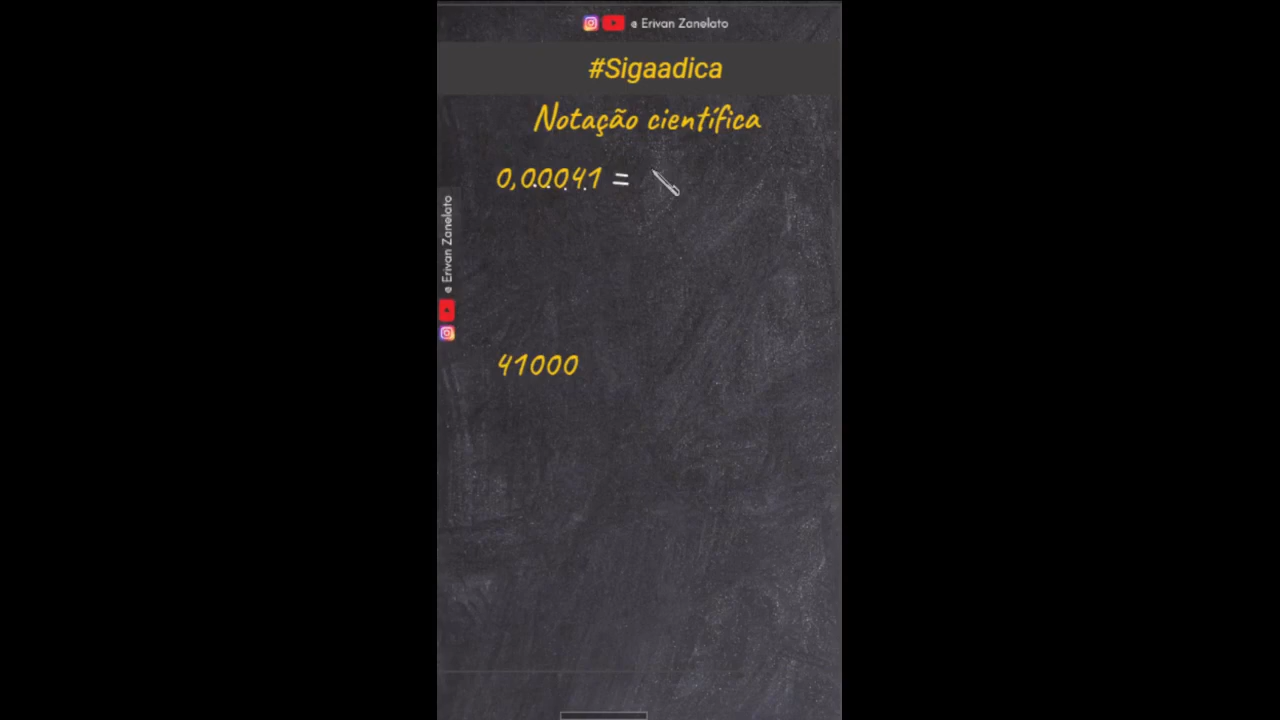 e Erivan Zanelato
#Sigaadica
Notação científica
0,00041 =
e Erivan Zanelato
41000